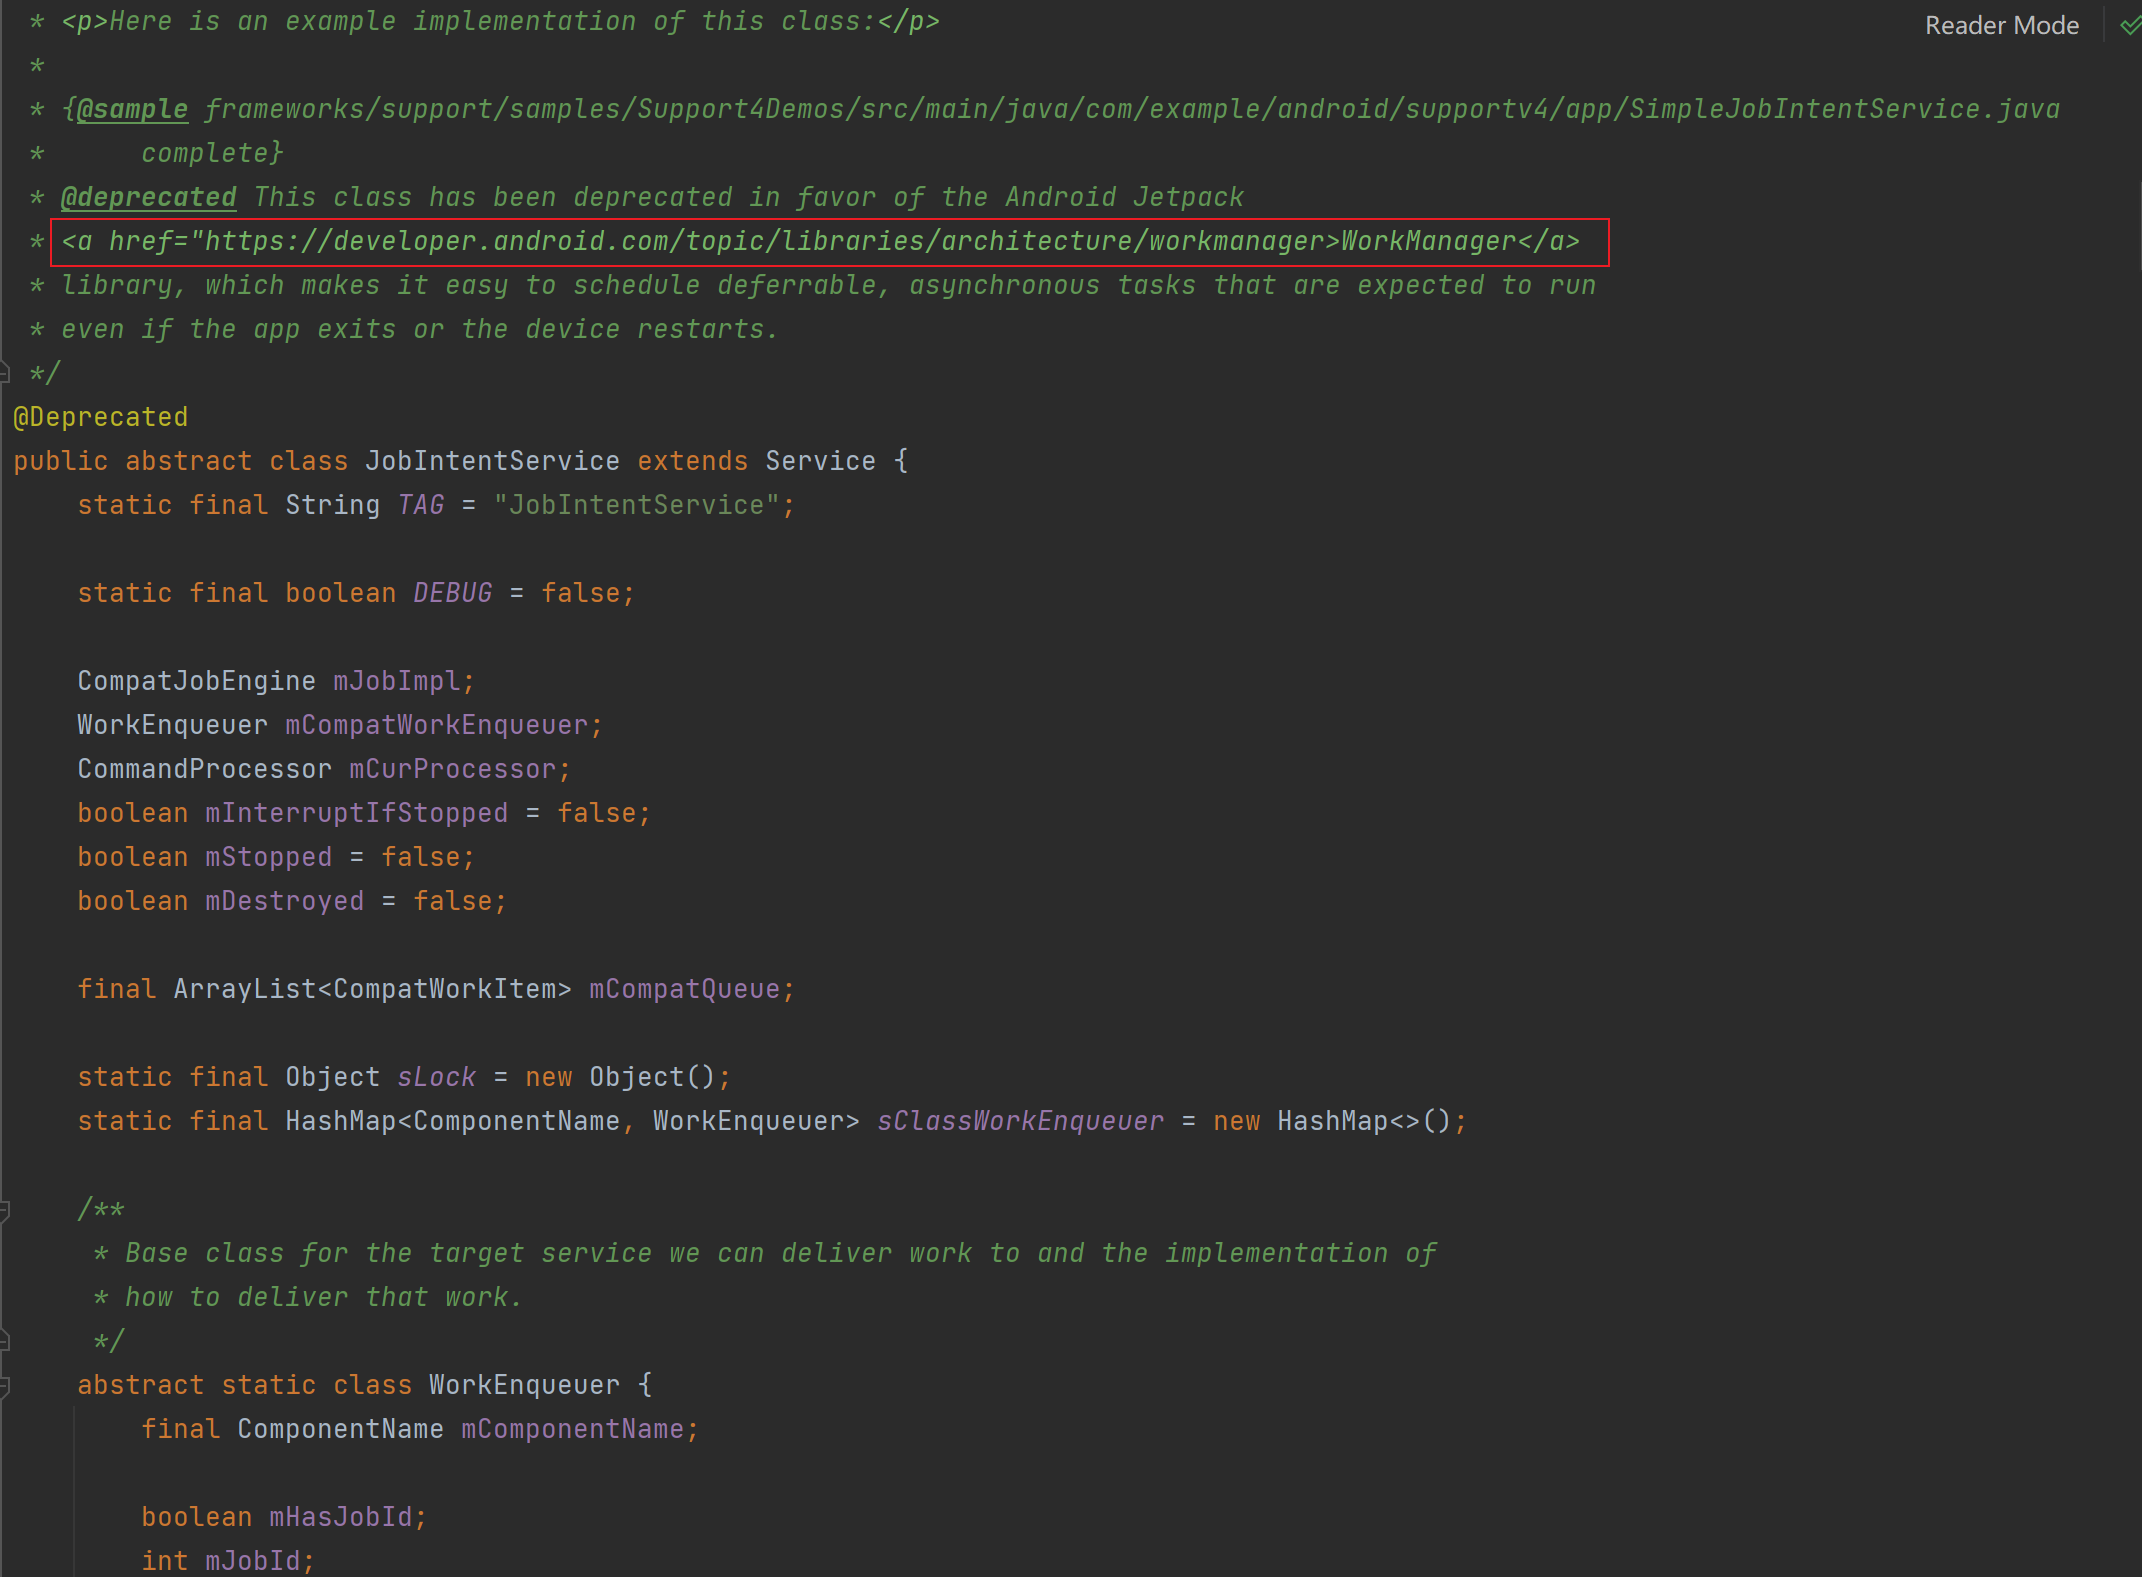 * <p>Here is an example implementation of this class:</p>
Reader Mode
*
* {@sample frameworks/support/samples/Support4Demos/src/main/java/com/example/android/supportv4/app/SimpleJobIntentService.java
*      complete}
* @deprecated This class has been deprecated in favor of the Android Jetpack
* <a href="https://developer.android.com/topic/libraries/architecture/workmanager>WorkManager</a>
* library, which makes it easy to schedule deferrable, asynchronous tasks that are expected to run
* even if the app exits or the device restarts.
*/
@Deprecated
public abstract class JobIntentService extends Service {
    static final String TAG = "JobIntentService";
    static final boolean DEBUG = false;
    CompatJobEngine mJobImpl;
    WorkEnqueuer mCompatWorkEnqueuer;
    CommandProcessor mCurProcessor;
    boolean mInterruptIfStopped = false;
    boolean mStopped = false;
    boolean mDestroyed = false;
    final ArrayList<CompatWorkItem> mCompatQueue;
    static final Object sLock = new Object();
    static final HashMap<ComponentName, WorkEnqueuer> sClassWorkEnqueuer = new HashMap<>();
    /**
     * Base class for the target service we can deliver work to and the implementation of
     * how to deliver that work.
     */
    abstract static class WorkEnqueuer {
        final ComponentName mComponentName;
        boolean mHasJobId;
        int mJobId;